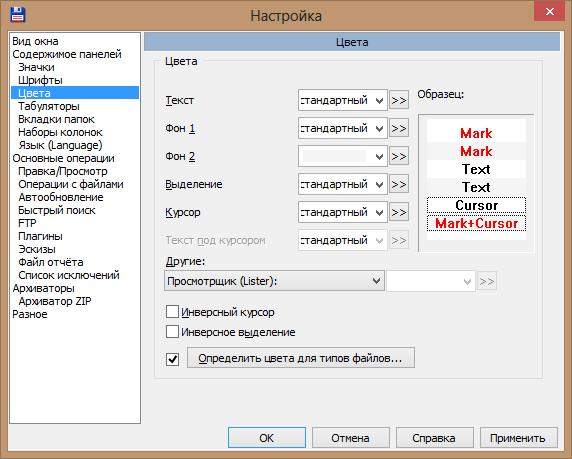 Настройка
Вид окна
Содержимое панелей
Значки
Шрифты
Цвета
Табуляторы
Вкладки папок
Наборы колонок
Язык (Language)
Основные операции
Правка/Просмотр
Операции с файлами
Автообновление
Быстрый поиск
FTP
Плагины
Эскизы
Файл отчёта
Список исключений
Архиваторы
Архиватор ZIP
Разное
Цвета
Цвета
Текст стандартный >>
Фон 1 стандартный >>
Фон 2 >>
Выделение стандартный >>
Курсор стандартный >>
Текст под курсором стандартный >>
Образец:
Mark
Mark
Text
Text
Cursor
Mark+Cursor
Другие:
Просмотрщик (Lister): >>
Инверсный курсор
Инверсное выделение
Определить цвета для типов файлов...
OK Отмена Справка Применить